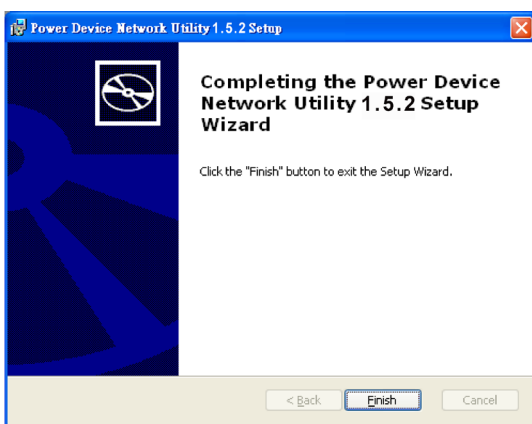 Power Device Network Utility 1.5.2 Setup
Completing the Power Device
Network Utility 1.5.2 Setup
Wizard
Click the "Finish" button to exit the Setup Wizard.
< Back Finish Cancel